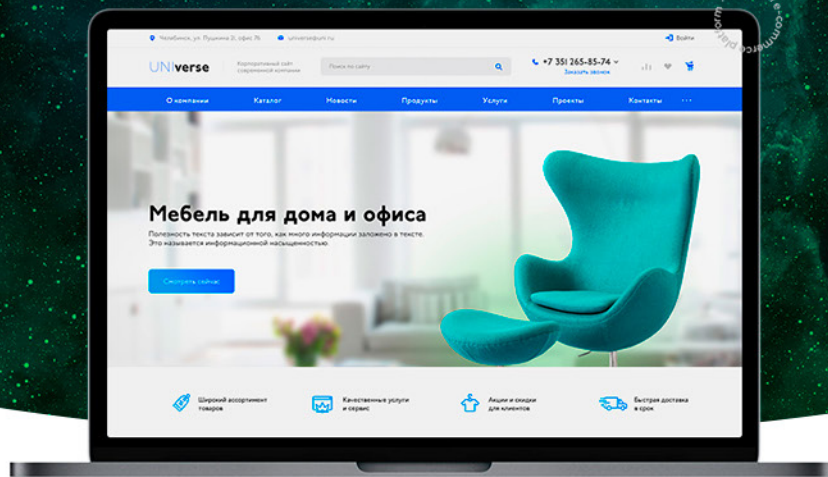 Челябинск, ул. Пушкина 21, офис 76
universe@uni.ru
Войти
e-commerce
platform
UNIverse
Корпоративный сайт
современной компании
Поиск по сайту
+7 351 265-85-74
Заказать звонок
О компании Каталог Новости Продукты Услуги Проекты Контакты ...
Мебель для дома и офиса
Полезность текста зависит от того, как много информации заложено в тексте.
Это называется информационной насыщенностью.
Смотреть сейчас
Широкий ассортимент
товаров
Качественные услуги
и сервис
Акции и скидки
для клиентов
Быстрая доставка
в срок